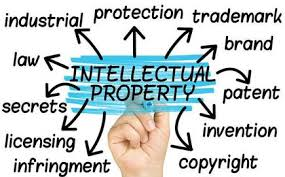 industrial
protection
trademark
law
brand
INTELLECTUAL
PROPERTY
secrets
patent
licensing
invention
infringment
copyright